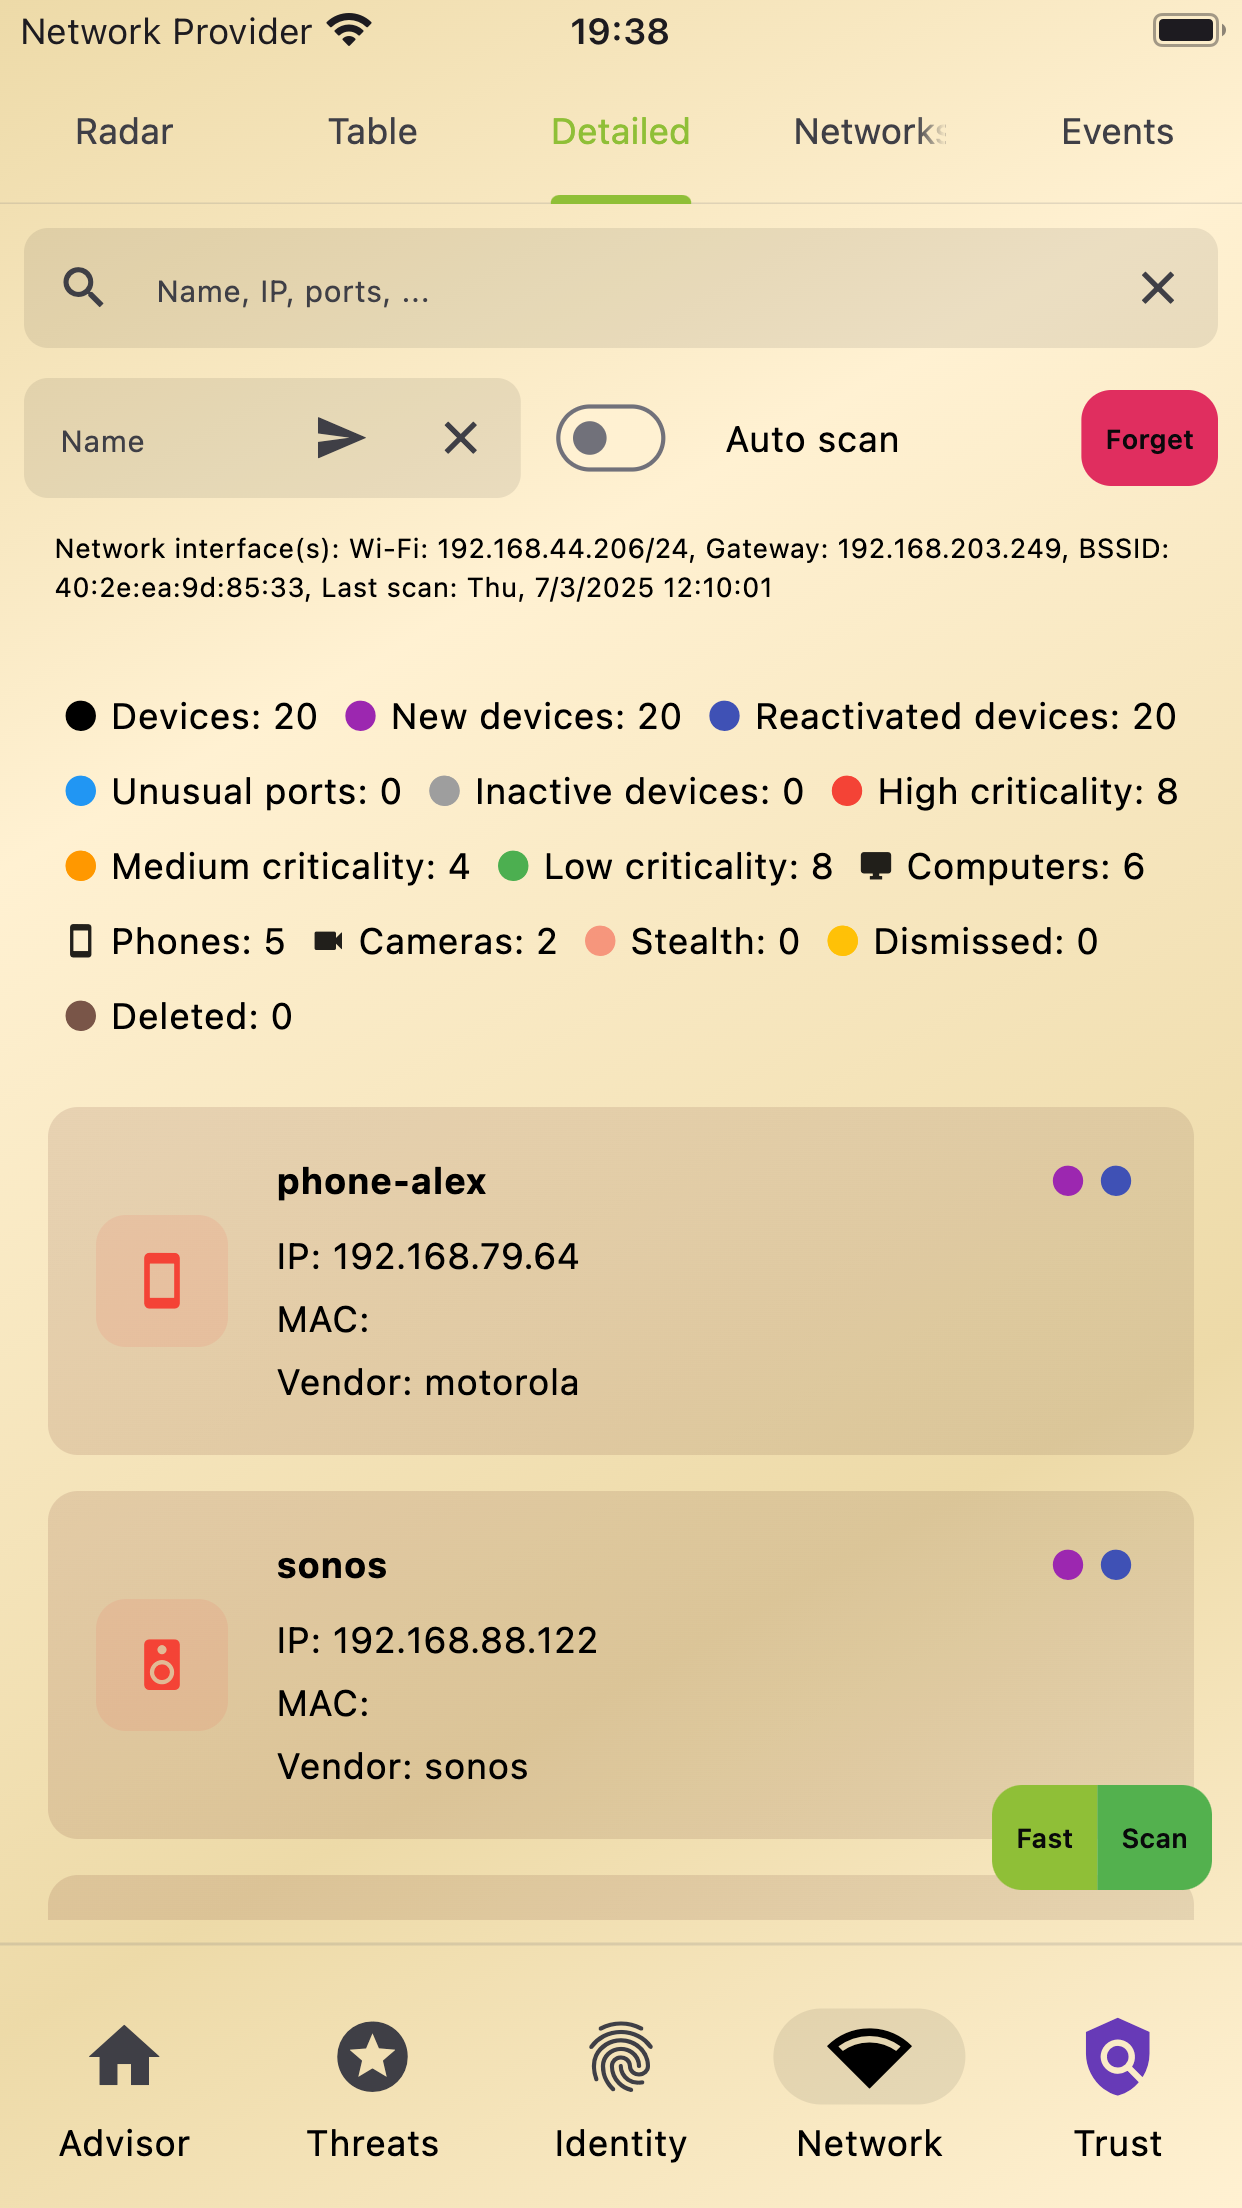 Network Provider 19:38
Radar Table Detailed Networks Events
Name, IP, ports, ...
Name Auto scan Forget
Network interface(s): Wi-Fi: 192.168.44.206/24, Gateway: 192.168.203.249, BSSID:
40:2e:ea:9d:85:33, Last scan: Thu, 7/3/2025 12:10:01
Devices: 20 New devices: 20 Reactivated devices: 20
Unusual ports: 0 Inactive devices: 0 High criticality: 8
Medium criticality: 4 Low criticality: 8 Computers: 6
Phones: 5 Cameras: 2 Stealth: 0 Dismissed: 0
Deleted: 0
phone-alex
IP: 192.168.79.64
MAC:
Vendor: motorola
sonos
IP: 192.168.88.122
MAC:
Vendor: sonos
Fast Scan
Advisor Threats Identity Network Trust